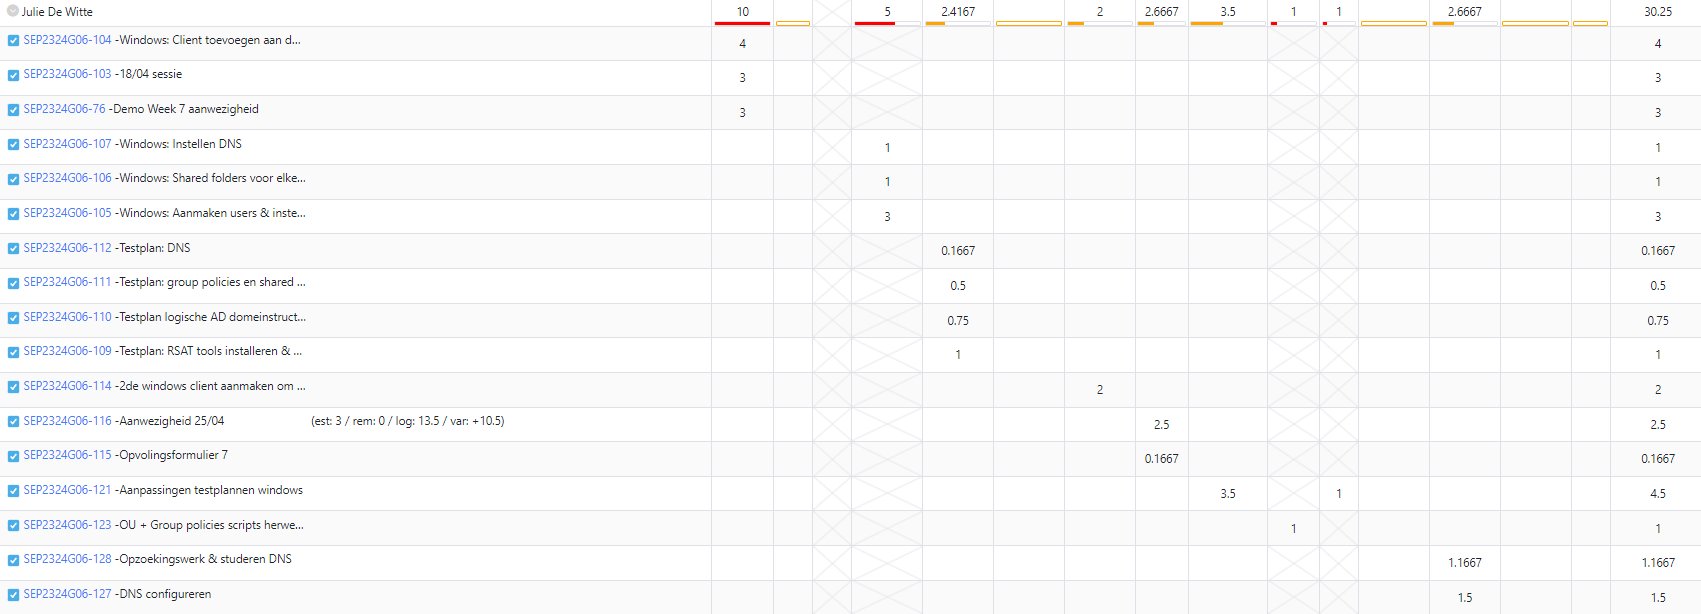 Julie De Witte 10 5 2.4167 2 2.6667 3.5 1 1 2.6667 30.25
SEP2324G06-104 -Windows: Client toevoegen aan d... 4 4
SEP2324G06-103 -18/04 sessie 3 3
SEP2324G06-76 -Demo Week 7 aanwezigheid 3 3
SEP2324G06-107 -Windows: Instellen DNS 1 1
SEP2324G06-106 -Windows: Shared folders voor elke... 1 1
SEP2324G06-105 -Windows: Aanmaken users & inste... 3 3
SEP2324G06-112 -Testplan: DNS 0.1667 0.1667
SEP2324G06-111 -Testplan: group policies en shared ... 0.5 0.5
SEP2324G06-110 -Testplan logische AD domeinstruct... 0.75 0.75
SEP2324G06-109 -Testplan: RSAT tools installeren & ... 1 1
SEP2324G06-114 -2de windows client aanmaken om ... 2 2
SEP2324G06-116 -Aanwezigheid 25/04 (est: 3 / rem: 0 / log: 13.5 / var: +10.5) 2.5 2.5
SEP2324G06-115 -Opvolingsformulier 7 0.1667 0.1667
SEP2324G06-121 -Aanpassingen testplannen windows 3.5 1 4.5
SEP2324G06-123 -OU + Group policies scripts herwe... 1 1
SEP2324G06-128 -Opzoekingswerk & studeren DNS 1.1667 1.1667
SEP2324G06-127 -DNS configureren 1.5 1.5